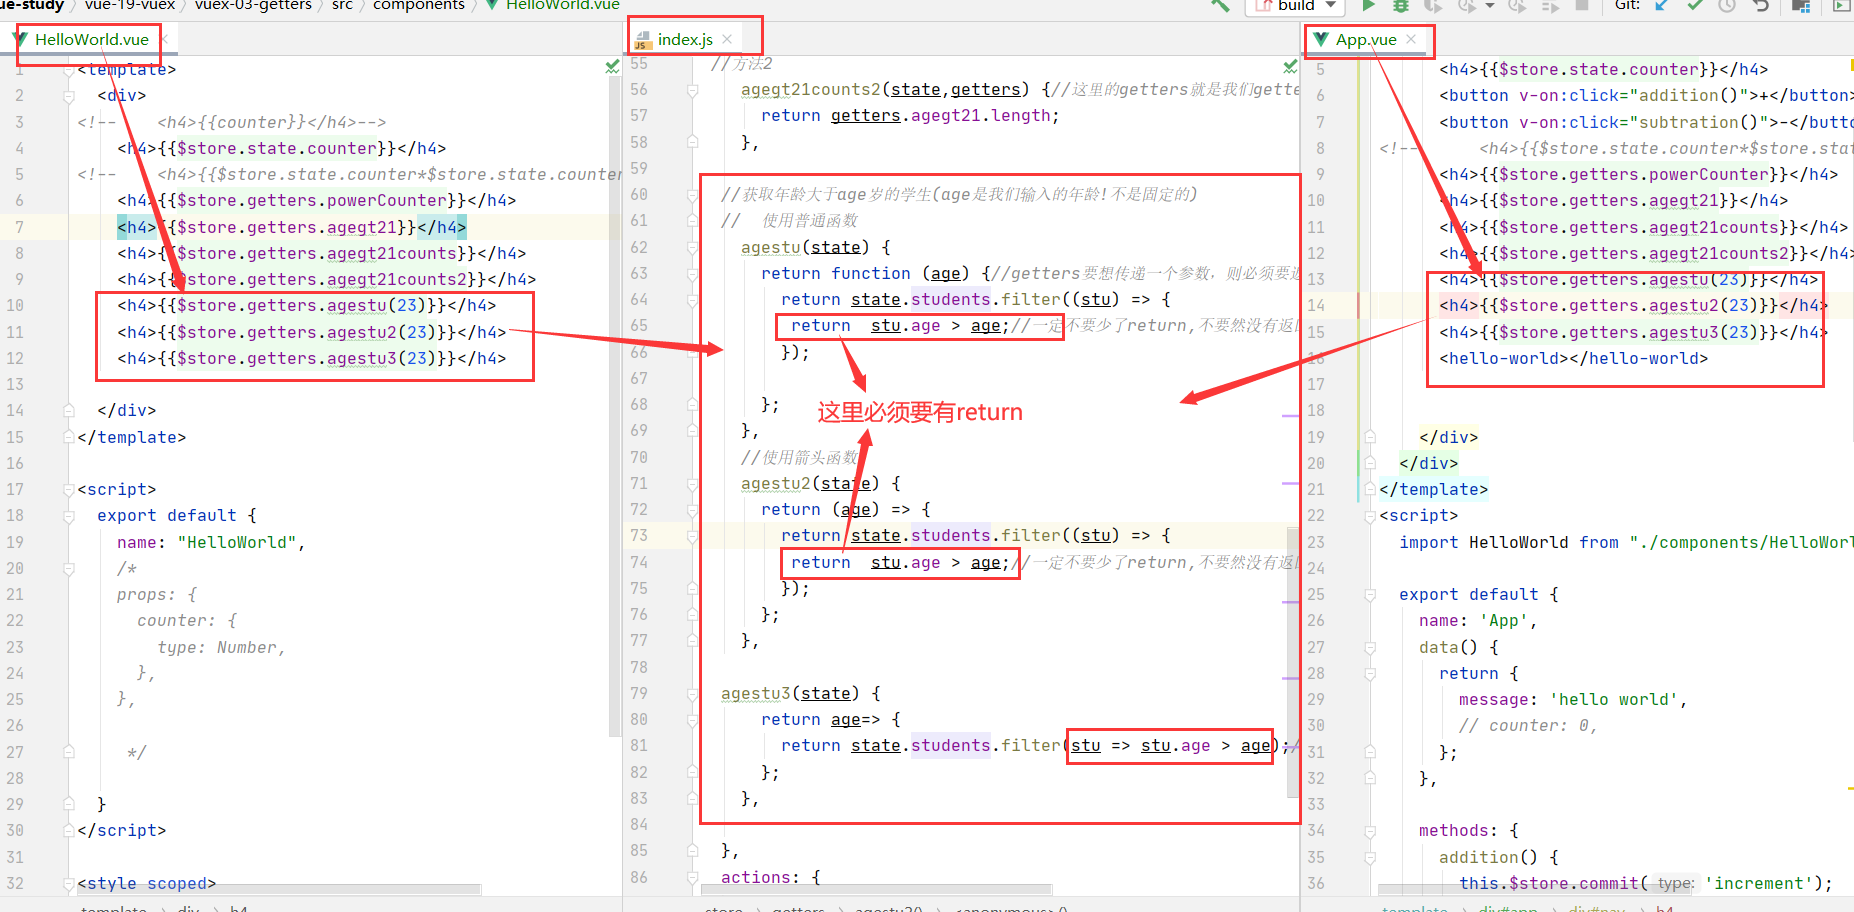 ue-study > vue-19-vuex > vuex-03-getters > src > components > HelloWorld.vue
build
Git:
HelloWorld.vue
1 <template>
2 <div>
3 <!-- <h4>{{counter}}</h4>-->
4 <h4>{{$store.state.counter}}</h4>
5 <!-- <h4>{{$store.state.counter*$store.state.counter
6 <h4>{{$store.getters.powerCounter}}</h4>
7 <h4>{{$store.getters.agegt21}}</h4>
8 <h4>{{$store.getters.agegt21counts}}</h4>
9 <h4>{{$store.getters.agegt21counts2}}</h4>
10 <h4>{{$store.getters.agestu(23)}}</h4>
11 <h4>{{$store.getters.agestu2(23)}}</h4>
12 <h4>{{$store.getters.agestu3(23)}}</h4>
13
14 </div>
15 </template>
16
17 <script>
18 export default {
19 name: "HelloWorld",
20 /*
21 props: {
22 counter: {
23 type: Number,
24 },
25 },
26
27 */
28
29 }
30 </script>
31
32 <style scoped>
template > div > h4
index.js
55 //方法2
56 agegt21counts2(state,getters) {//这里的getters就是我们gette
57 return getters.agegt21.length;
58 },
59
60 //获取年龄大于age岁的学生(age是我们输入的年龄!不是固定的)
61 // 使用普通函数
62 agestu(state) {
63 return function (age) {//getters要想传递一个参数，则必须要返
64 return state.students.filter((stu) => {
65 return stu.age > age;//一定不要少了return,不要然没有返回
66 });
67
68 };
这里必须要有return
69 },
70 //使用箭头函数
71 agestu2(state) {
72 return (age) => {
73 return state.students.filter((stu) => {
74 return stu.age > age;//一定不要少了return,不要然没有返回
75 });
76 };
77 },
78
79 agestu3(state) {
80 return age=> {
81 return state.students.filter(stu => stu.age > age);/
82 };
83 },
84
85 },
86 actions: {
store > getters > agestu2() > <anonymous>()
App.vue
5 <h4>{{$store.state.counter}}</h4>
6 <button v-on:click="addition()">+</button>
7 <button v-on:click="subtration()">-</butto
8 <!-- <h4>{{$store.state.counter*$store.stat
9 <h4>{{$store.getters.powerCounter}}</h4>
10 <h4>{{$store.getters.agegt21}}</h4>
11 <h4>{{$store.getters.agegt21counts}}</h4>
12 <h4>{{$store.getters.agegt21counts2}}</h4>
13 <h4>{{$store.getters.agestu(23)}}</h4>
14 <h4>{{$store.getters.agestu2(23)}}</h4>
15 <h4>{{$store.getters.agestu3(23)}}</h4>
16 <hello-world></hello-world>
17
18
19 </div>
20 </div>
21 </template>
22 <script>
23 import HelloWorld from "./components/HelloWorl
24
25 export default {
26 name: 'App',
27 data() {
28 return {
29 message: 'hello world',
30 // counter: 0,
31 };
32 },
33
34 methods: {
35 addition() {
36 this.$store.commit( type: 'increment');
template > div#app > div#nav > h4